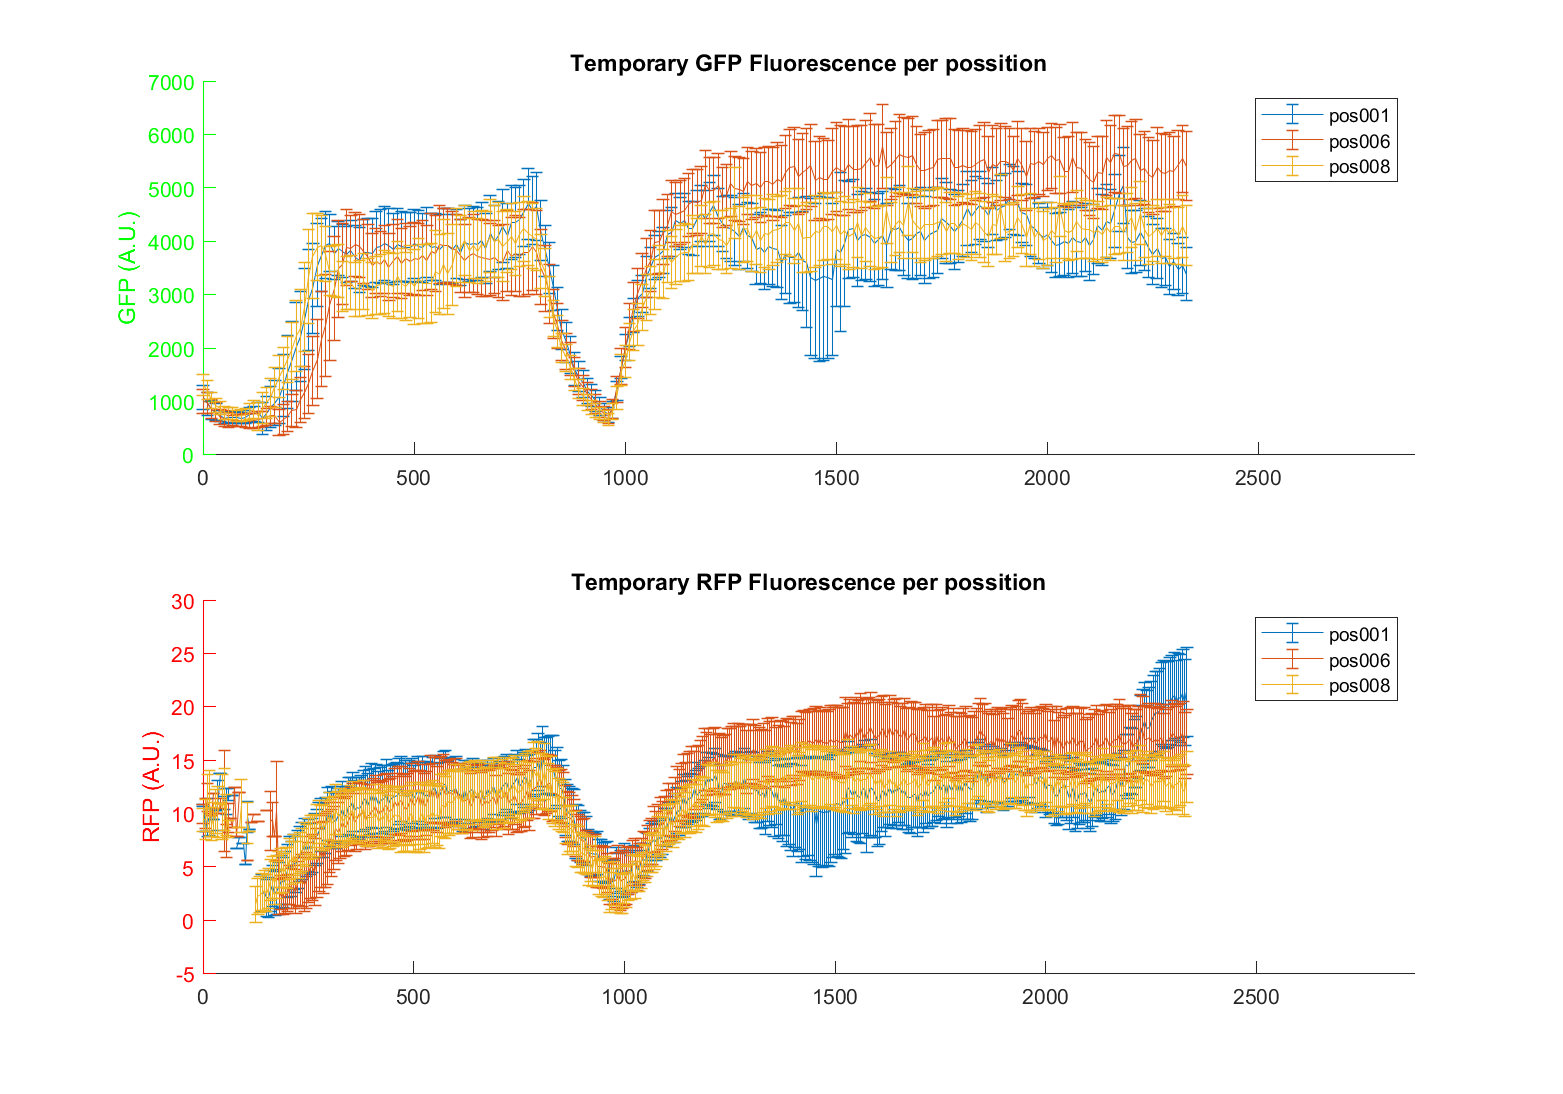 Temporary GFP Fluorescence per possition
GFP (A.U.)
7000
6000
5000
4000
3000
2000
1000
0
0 500 1000 1500 2000 2500
pos001
pos006
pos008
Temporary RFP Fluorescence per possition
RFP (A.U.)
30
25
20
15
10
5
0
-5
0 500 1000 1500 2000 2500
pos001
pos006
pos008